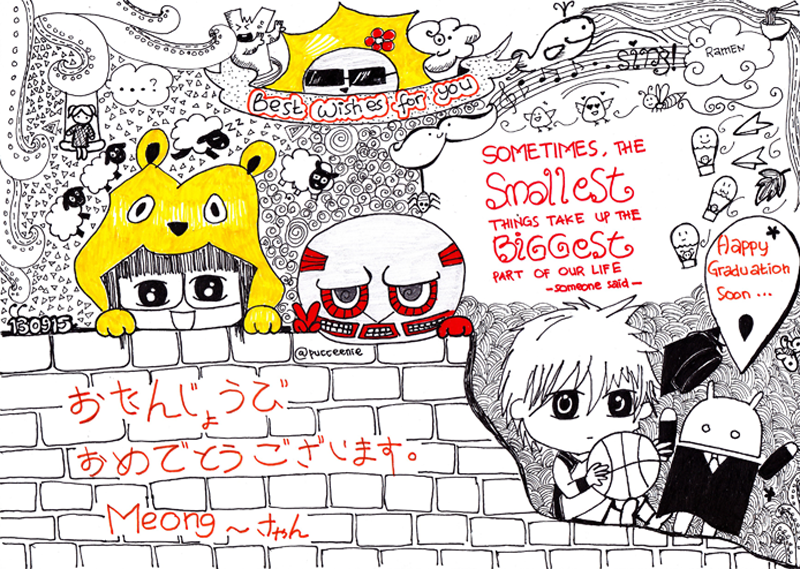 ...?
zz
Best wishes for you
RAMEN
SOMETIMES, THE
Smallest
THINGS TAKE UP THE
BIGGEST
PART OF OUR LIFE
- someone said -
Happy
Graduation
Soon ...
130915
@pucceenie
おたんじょうび
おめでとうございます。
Meong~ちゃん